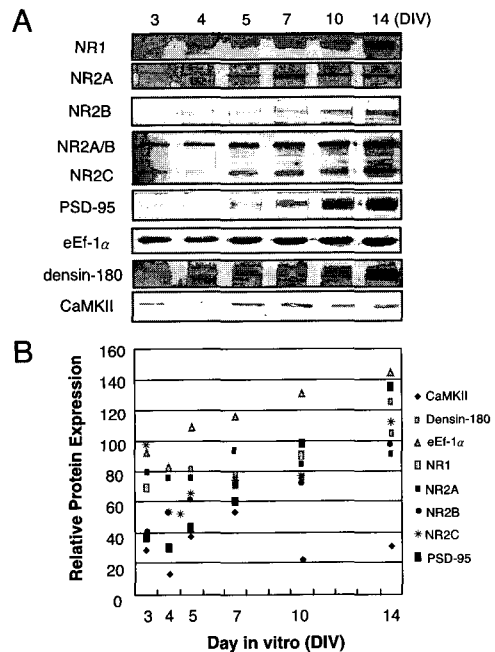 A
3 4 5 7 10 14 (DIV)
NR1
NR2A
NR2B
NR2A/B
NR2C
PSD-95
eEf-1α
densin-180
CaMKII
B
Relative Protein Expression
160
140
120
100
80
60
40
20
0
3 4 5 7 10 14
Day in vitro (DIV)
CaMKII
Densin-180
eEf-1α
NR1
NR2A
NR2B
NR2C
PSD-95